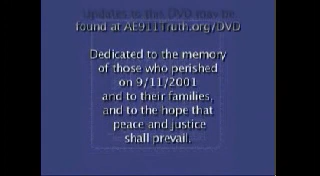 Updates to this DVD may be
found at AE911Truth.org/DVD
Dedicated to the memory
of those who perished
on 9/11/2001
and to their families,
and to the hope that
peace and justice
shall prevail.